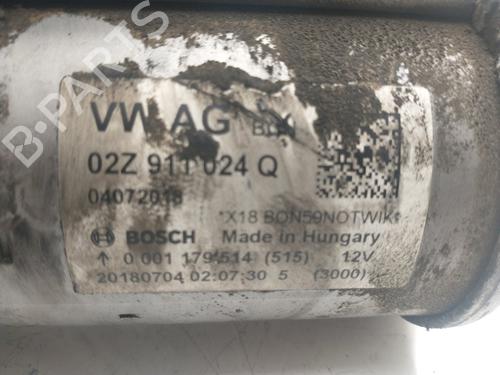 VW AG
02Z 911 024 Q
04072018
*X18 BON59NOTWIK*
BOSCH Made in Hungary
↑ 0 001 179 514 (515) 12V
20180704 02:07:30 5 (3000)
B-PARTS